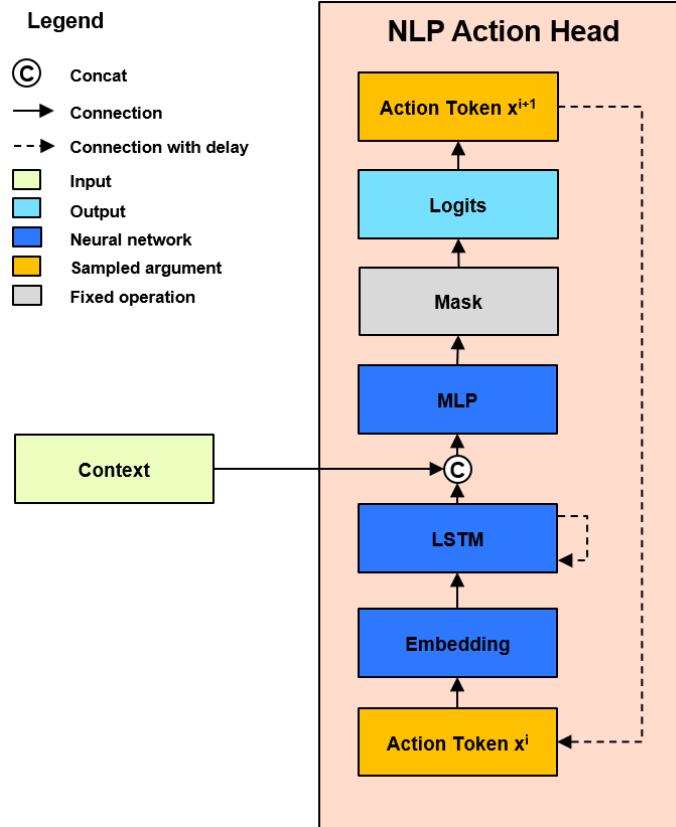 Legend
C
Concat
Connection
Connection with delay
Input
Output
Neural network
Sampled argument
Fixed operation
NLP Action Head
Action Token xⁱ⁺¹
Logits
Mask
MLP
Context
C
LSTM
Embedding
Action Token xⁱ